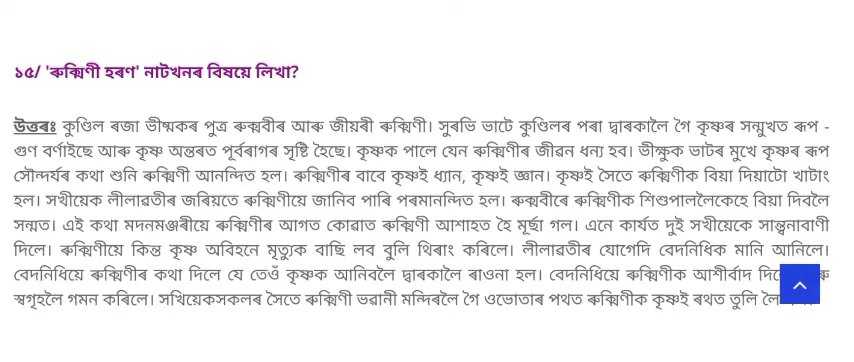 ১৫/ 'ৰুক্মিণী হৰণ' নাটখনৰ বিষয়ে লিখা?
উত্তৰঃ কুণ্ডিল ৰজা ভীষ্মকৰ পুত্ৰ ৰুক্মবীৰ আৰু জীয়ৰী ৰুক্মিণী। সুৰভি ভাটে কুণ্ডিলৰ পৰা দ্বাৰকালৈ গৈ কৃষ্ণৰ সন্মুখত ৰূপ -
গুণ বৰ্ণাইছে আৰু কৃষ্ণ অন্তৰত পূৰ্বৰাগৰ সৃষ্টি হৈছে। কৃষ্ণক পালে যেন ৰুক্মিণীৰ জীৱন ধন্য হব। ভীক্ষুক ভাটৰ মুখে কৃষ্ণৰ ৰূপ
সৌন্দৰ্যৰ কথা শুনি ৰুক্মিণী আনন্দিত হল। ৰুক্মিণীৰ বাবে কৃষ্ণই ধ্যান, কৃষ্ণই জ্ঞান। কৃষ্ণই সৈতে ৰুক্মিণীক বিয়া দিয়াটো খাটাং
হল। সখীয়েক লীলাৱতীৰ জৰিয়তে ৰুক্মিণীয়ে জানিব পাৰি পৰমানন্দিত হল। ৰুক্মবীৰে ৰুক্মিণীক শিশুপাললৈকেহে বিয়া দিবলৈ
সন্মত। এই কথা মদনমঞ্জৰীয়ে ৰুক্মিণীৰ আগত কোৱাত ৰুক্মিণী আশাহত হৈ মূৰ্ছা গল। এনে কাৰ্যত দুই সখীয়েকে সান্ত্বনাবাণী
দিলে। ৰুক্মিণীয়ে কিন্ত কৃষ্ণ অবিহনে মৃত্যুক বাছি লব বুলি থিৰাং কৰিলে। লীলাৱতীৰ যোগেদি বেদনিধিক মানি আনিলে।
বেদনিধিয়ে ৰুক্মিণীৰ কথা দিলে যে তেওঁ কৃষ্ণক আনিবলৈ দ্বাৰকালৈ ৰাওনা হল। বেদনিধিয়ে ৰুক্মিণীক আশীৰ্বাদ
স্বগৃহলৈ গমন কৰিলে। সখিয়েকসকলৰ সৈতে ৰুক্মিণী ভৱানী মন্দিৰলৈ গৈ ওভোতাৰ পথত ৰুক্মিণীক কৃষ্ণই ৰথত তুলি